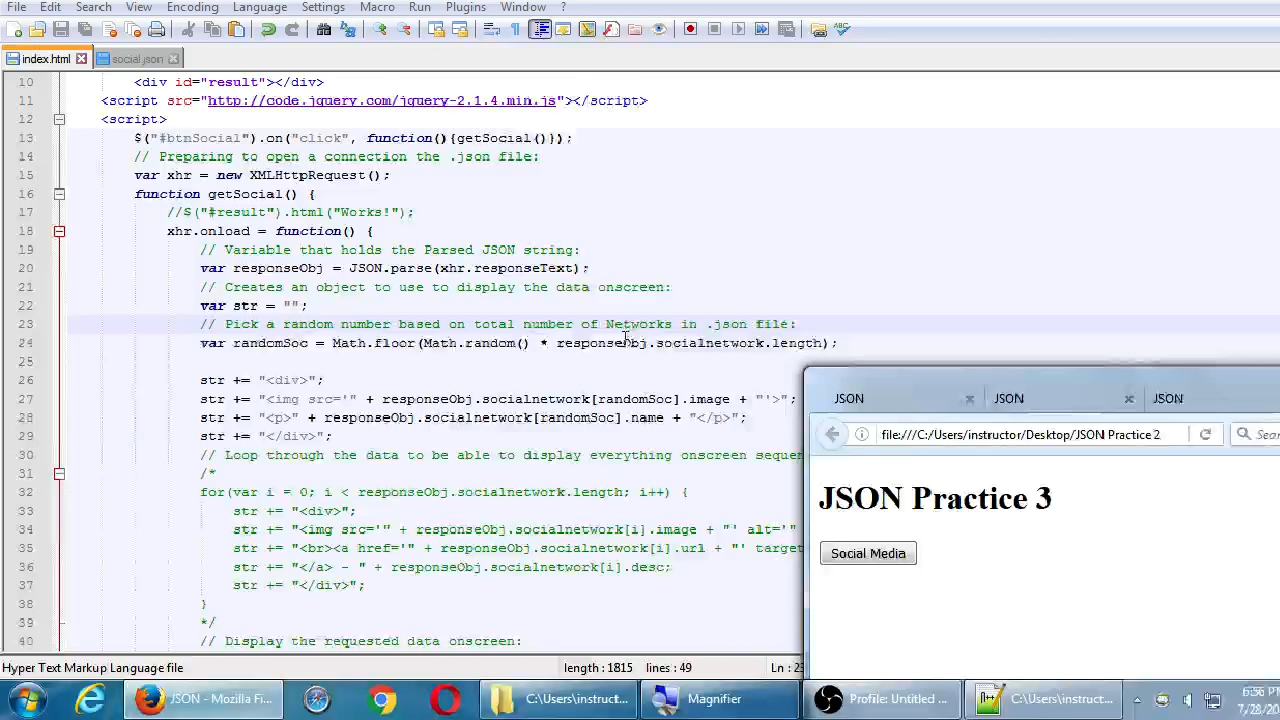 File Edit Search View Encoding Language Settings Macro Run Plugins Window ?
index.html social.json
10 <div id="result"></div>
11 <script src="http://code.jquery.com/jquery-2.1.4.min.js"></script>
12 <script>
13 $("#btnSocial").on("click", function(){getSocial()});
14 // Preparing to open a connection the .json file:
15 var xhr = new XMLHttpRequest();
16 function getSocial() {
17 //$("#result").html("Works!");
18 xhr.onload = function() {
19 // Variable that holds the Parsed JSON string:
20 var responseObj = JSON.parse(xhr.responseText);
21 // Creates an object to use to display the data onscreen:
22 var str = "";
23 // Pick a random number based on total number of Networks in .json file:
24 var randomSoc = Math.floor(Math.random() * responseObj.socialnetwork.length);
25
26 str += "<div>";
27 str += "<img src='" + responseObj.socialnetwork[randomSoc].image + "'>";
28 str += "<p>" + responseObj.socialnetwork[randomSoc].name + "</p>";
29 str += "</div>";
30 // Loop through the data to be able to display everything onscreen sequen
31 /*
32 for(var i = 0; i < responseObj.socialnetwork.length; i++) {
33 str += "<div>";
34 str += "<img src='" + responseObj.socialnetwork[i].image + "' alt='"
35 str += "<br><a href='" + responseObj.socialnetwork[i].url + "' target
36 str += "</a> - " + responseObj.socialnetwork[i].desc;
37 str += "</div>";
38 }
39 */
40 // Display the requested data onscreen:
JSON JSON JSON
file:///C:/Users/instructor/Desktop/JSON Practice 2 Sear
JSON Practice 3
Social Media
Hyper Text Markup Language file length : 1815 lines : 49 Ln : 23
JSON - Mozilla Fi... C:\Users\instruct... Magnifier Profile: Untitled ... C:\Users\instruct... 6:56 PM
7/28/20